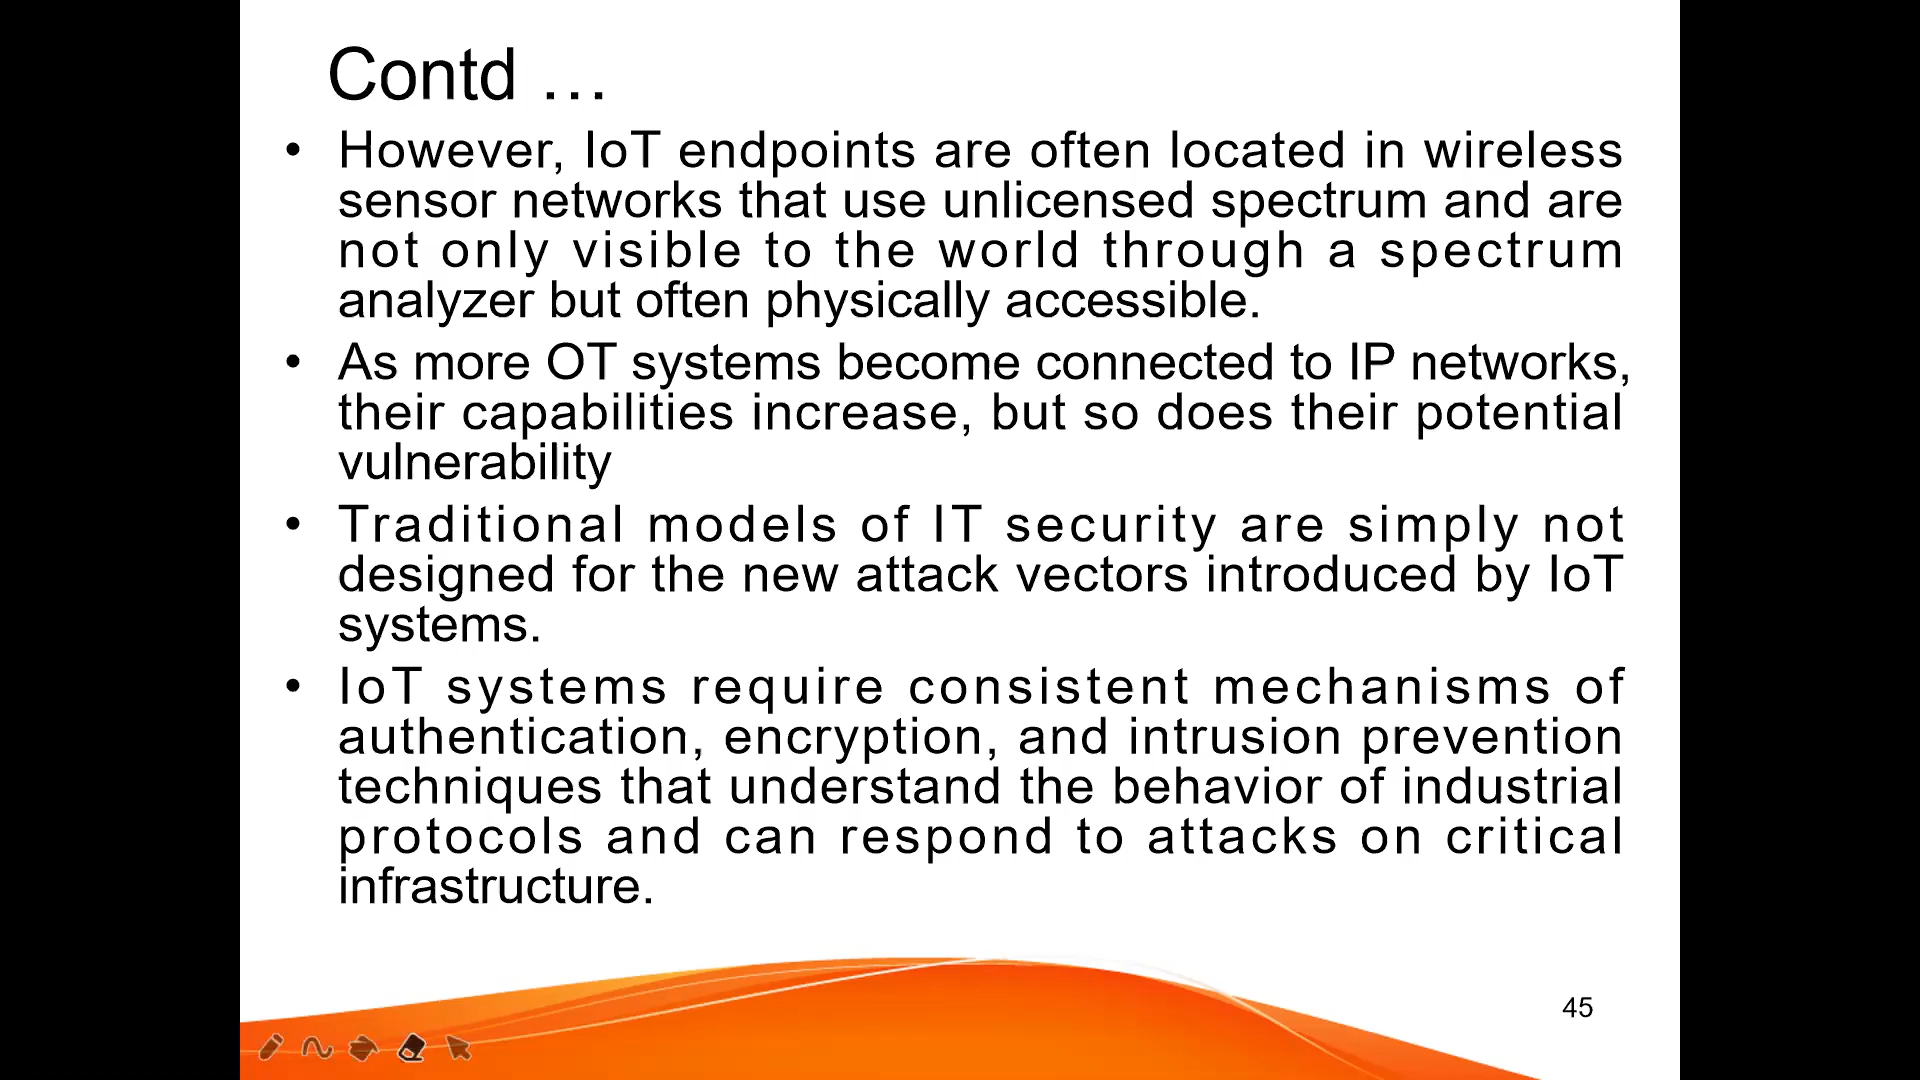 Contd …
• However, IoT endpoints are often located in wireless
sensor networks that use unlicensed spectrum and are
not only visible to the world through a spectrum
analyzer but often physically accessible.
• As more OT systems become connected to IP networks,
their capabilities increase, but so does their potential
vulnerability
• Traditional models of IT security are simply not
designed for the new attack vectors introduced by IoT
systems.
• IoT systems require consistent mechanisms of
authentication, encryption, and intrusion prevention
techniques that understand the behavior of industrial
protocols and can respond to attacks on critical
infrastructure.
45